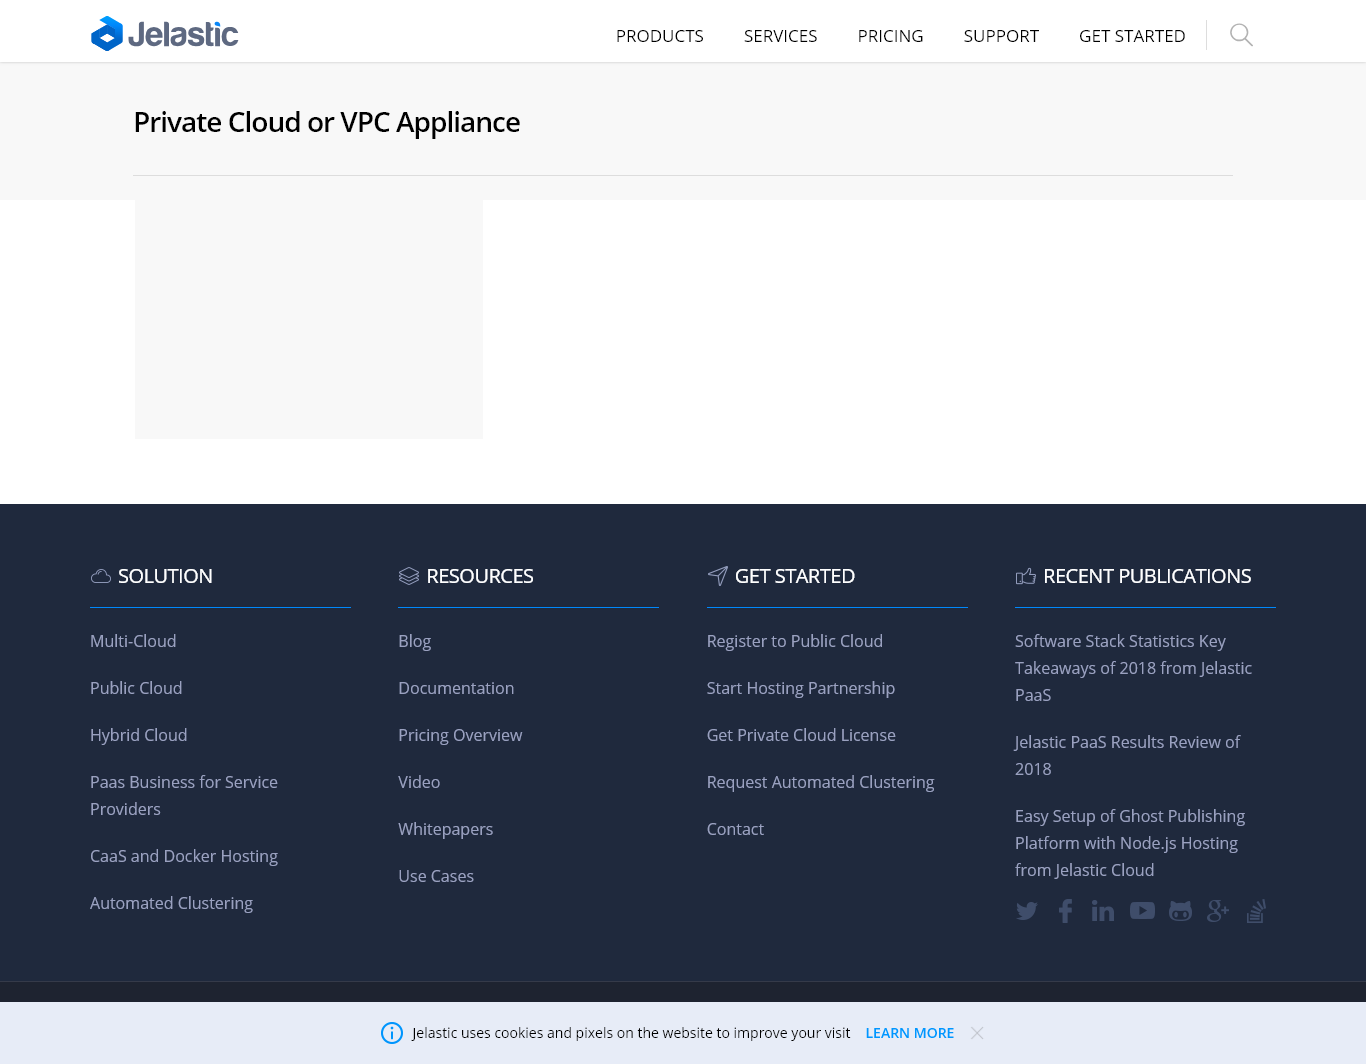 Jelastic
PRODUCTS
SERVICES
PRICING
SUPPORT
GET STARTED
Private Cloud or VPC Appliance
SOLUTION
Multi-Cloud
Public Cloud
Hybrid Cloud
Paas Business for Service
Providers
CaaS and Docker Hosting
Automated Clustering
RESOURCES
Blog
Documentation
Pricing Overview
Video
Whitepapers
Use Cases
GET STARTED
Register to Public Cloud
Start Hosting Partnership
Get Private Cloud License
Request Automated Clustering
Contact
RECENT PUBLICATIONS
Software Stack Statistics Key
Takeaways of 2018 from Jelastic
PaaS
Jelastic PaaS Results Review of
2018
Easy Setup of Ghost Publishing
Platform with Node.js Hosting
from Jelastic Cloud
Jelastic uses cookies and pixels on the website to improve your visit LEARN MORE